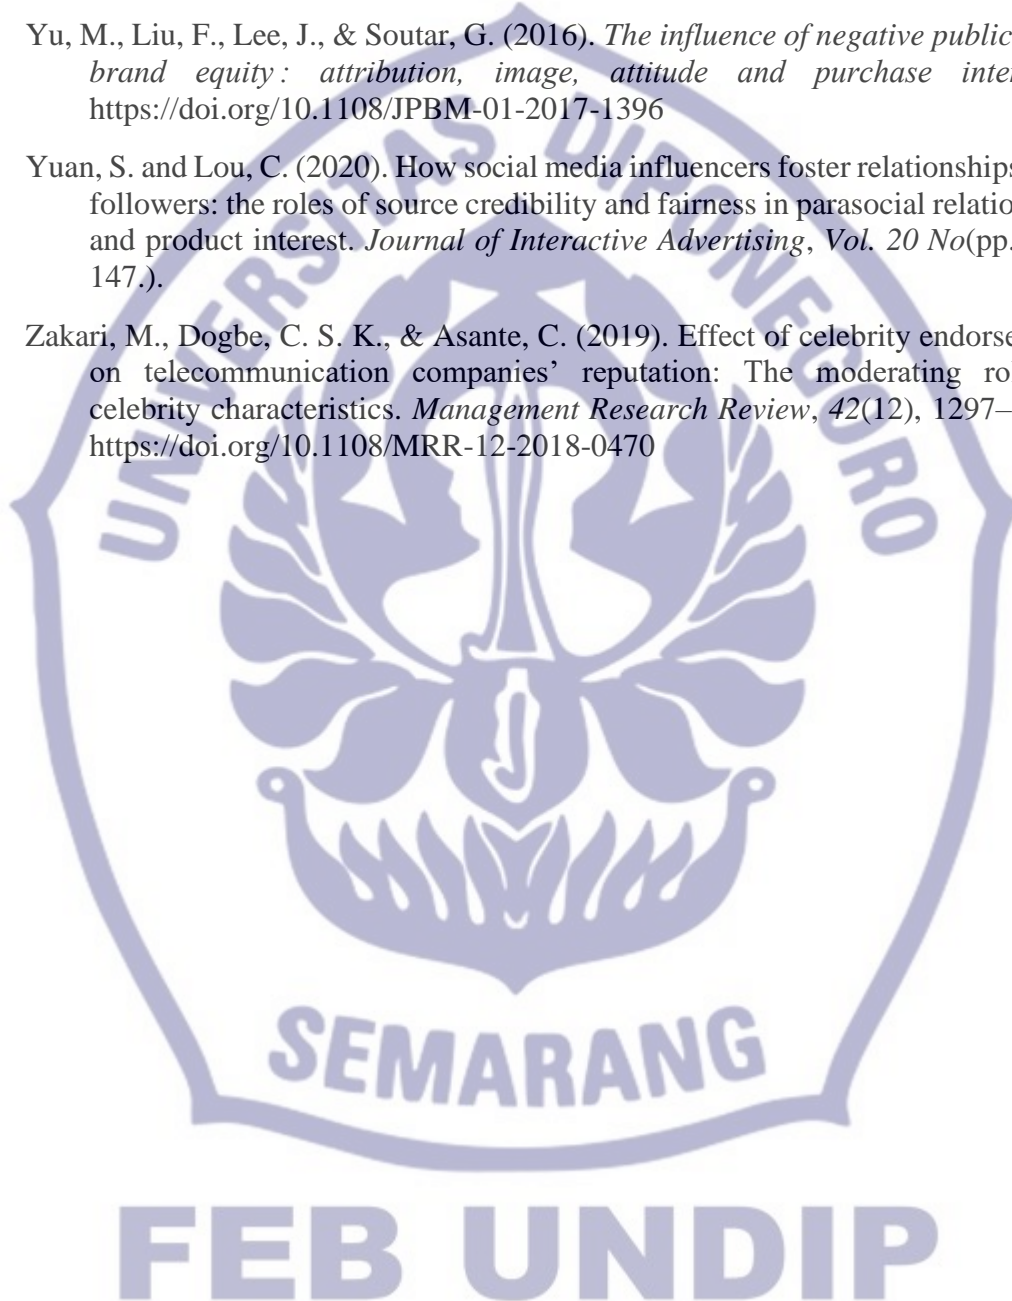 Yu, M., Liu, F., Lee, J., & Soutar, G. (2016). The influence of negative public
brand equity : attribution, image, attitude and purchase inte
https://doi.org/10.1108/JPBM-01-2017-1396
Yuan, S. and Lou, C. (2020). How social media influencers foster relationships
followers: the roles of source credibility and fairness in parasocial relatio
and product interest. Journal of Interactive Advertising, Vol. 20 No(pp.
147.).
Zakari, M., Dogbe, C. S. K., & Asante, C. (2019). Effect of celebrity endorse
on telecommunication companies’ reputation: The moderating ro
celebrity characteristics. Management Research Review, 42(12), 1297–
https://doi.org/10.1108/MRR-12-2018-0470
UNIVERSITAS DIPONEGORO
SEMARANG
FEB UNDIP